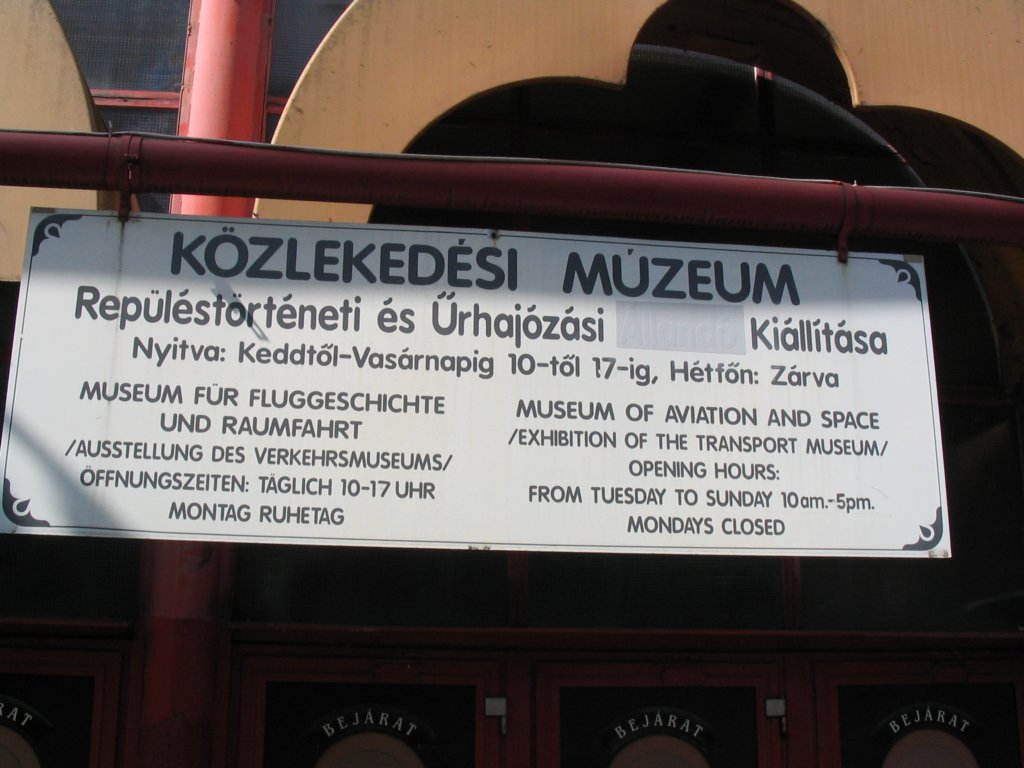 KÖZLEKEDÉSI MÚZEUM
Repüléstörténeti és Űrhajózási Állandó Kiállítása
Nyitva: Keddtől-Vasárnapig 10-től 17-ig, Hétfőn: Zárva
MUSEUM FÜR FLUGGESCHICHTE
UND RAUMFAHRT
/AUSSTELLUNG DES VERKEHRSMUSEUMS/
ÖFFNUNGSZEITEN: TÄGLICH 10-17 UHR
MONTAG RUHETAG
MUSEUM OF AVIATION AND SPACE
/EXHIBITION OF THE TRANSPORT MUSEUM/
OPENING HOURS:
FROM TUESDAY TO SUNDAY 10am.-5pm.
MONDAYS CLOSED
RAT
BEJÁRAT
BEJÁRAT
BEJÁRAT